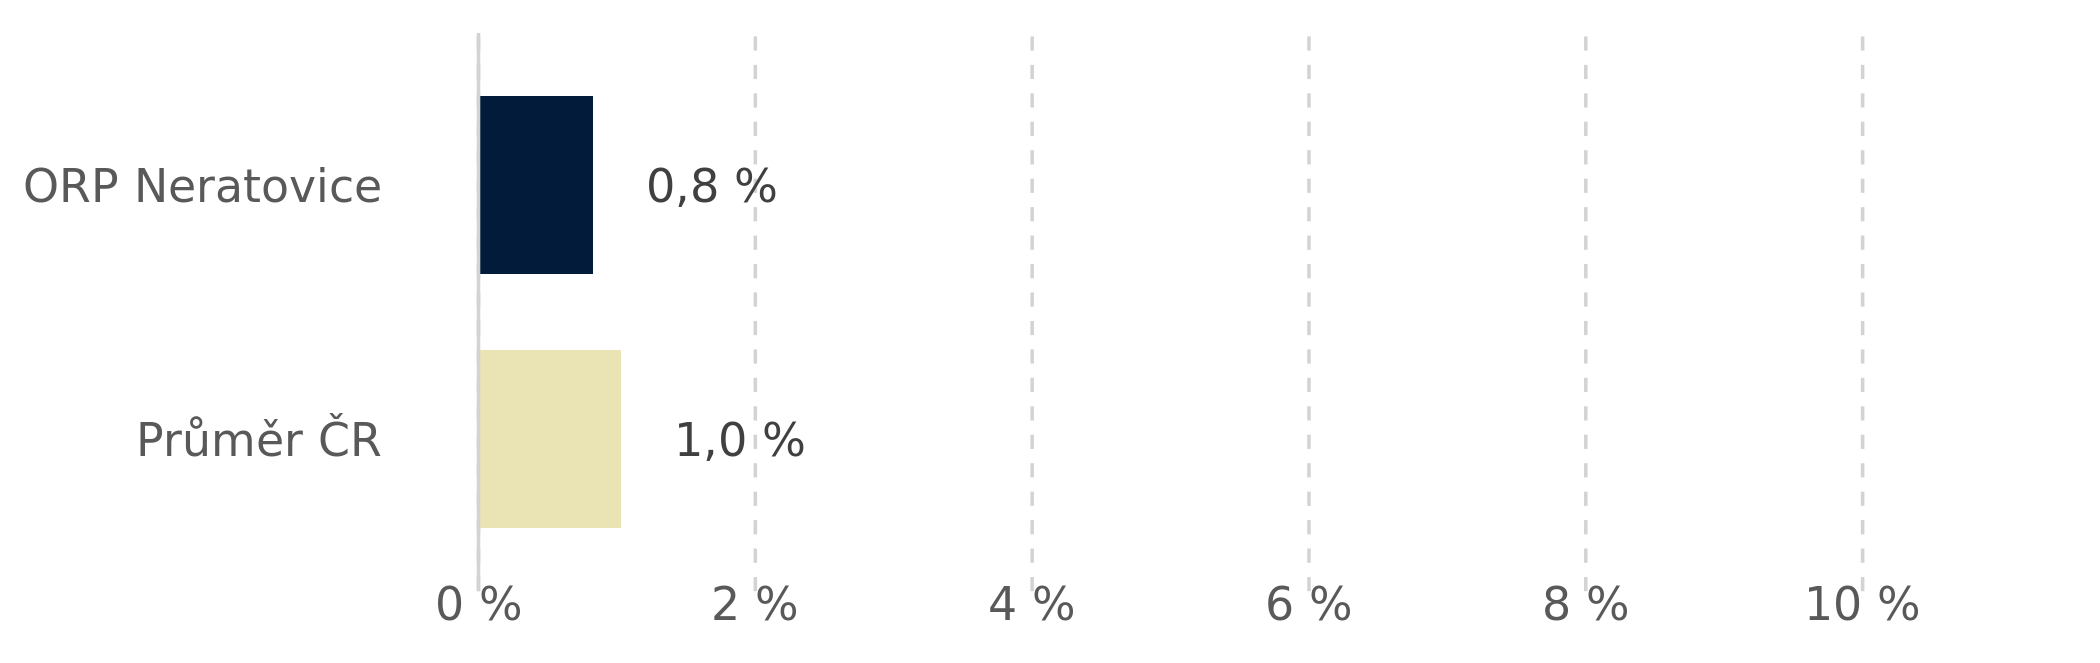 ORP Neratovice
0,8 %
Průměr ČR
1,0 %
0 % 2 % 4 % 6 % 8 % 10 %